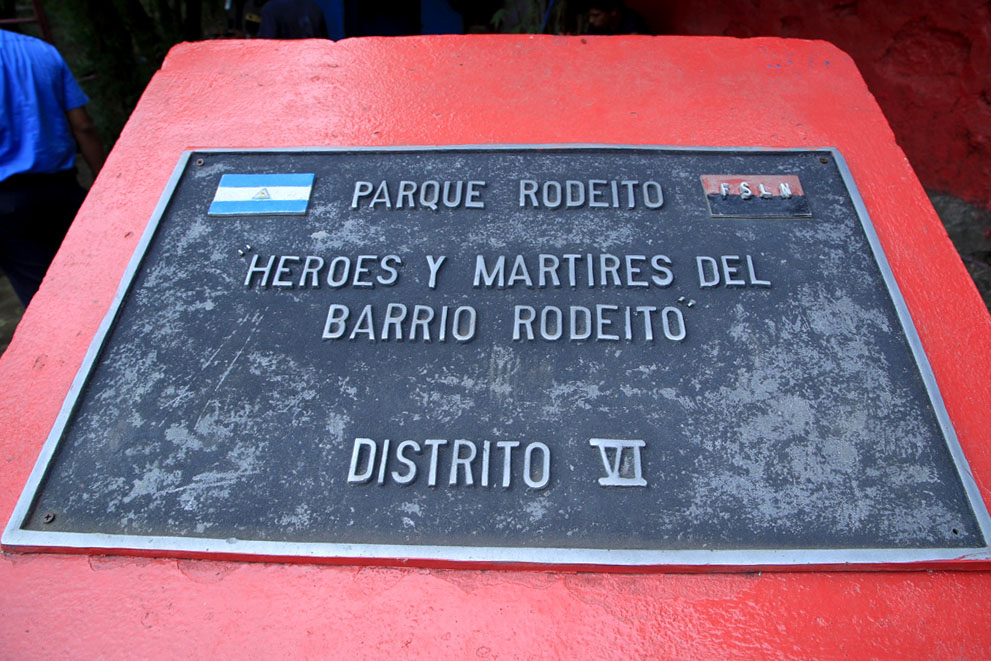 PARQUE RODEITO
FSLN
"HEROES Y MARTIRES DEL
BARRIO RODEITO"
DISTRITO VI